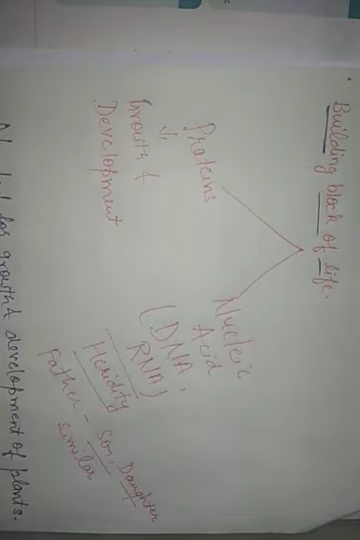 Building block of life.
Proteins
↓
Growth &
Development
Nucleic
Acid
(DNA,
RNA)
Heridity
Father - Son, Daughter
similar
for growth & development of plants.